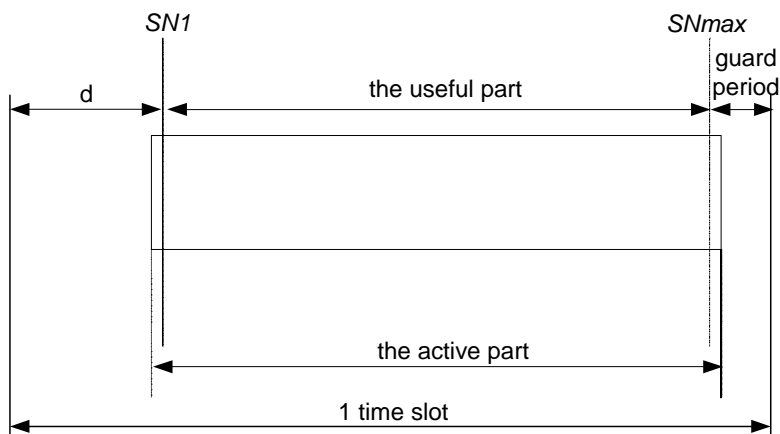 SN1
SNmax
guard
period
d
the useful part
the active part
1 time slot